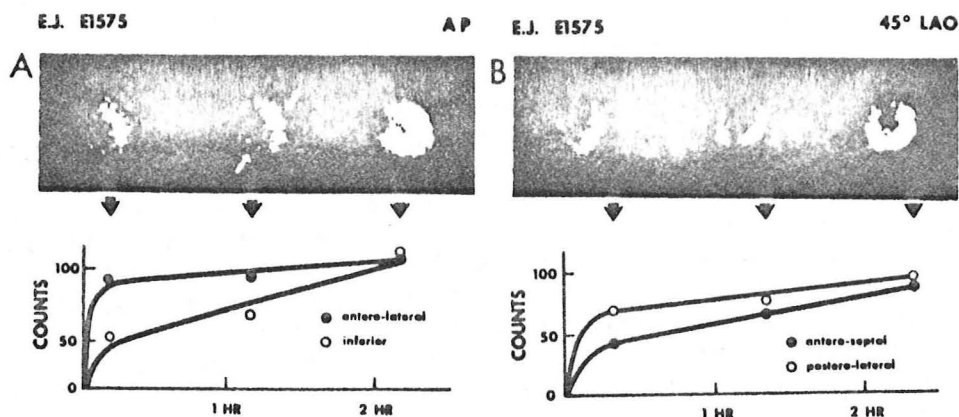 E.J. E1575 AP
A
COUNTS
100
50
0
antero-lateral
inferior
1 HR 2 HR
E.J. E1575 45° LAO
B
COUNTS
100
50
0
antero-septal
postero-lateral
1 HR 2 HR